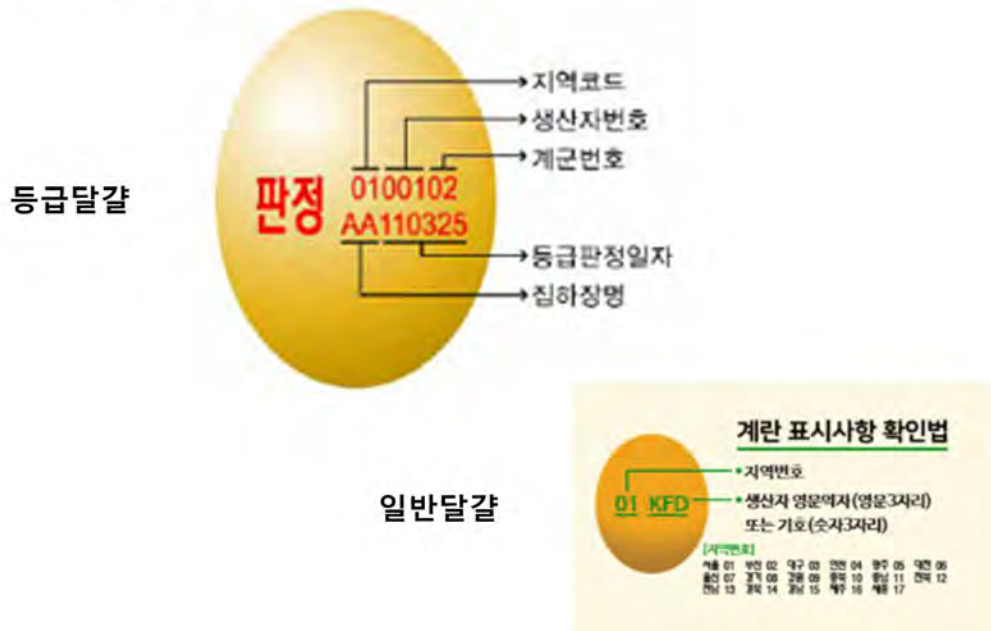 지역코드
생산자번호
계군번호
등급달걀
판정
0100102
AA110325
등급판정일자
집하장명
계란 표시사항 확인법
• 지역번호
01 KFD
• 생산자 영문약자(영문3자리)
또는 기호(숫자3자리)
일반달걀
[지역번호]
서울 01 부산 02 대구 03 인천 04 광주 05 대전 06
울산 07 경기 08 강원 09 충북 10 충남 11 전북 12
전남 13 경북 14 경남 15 제주 16 세종 17